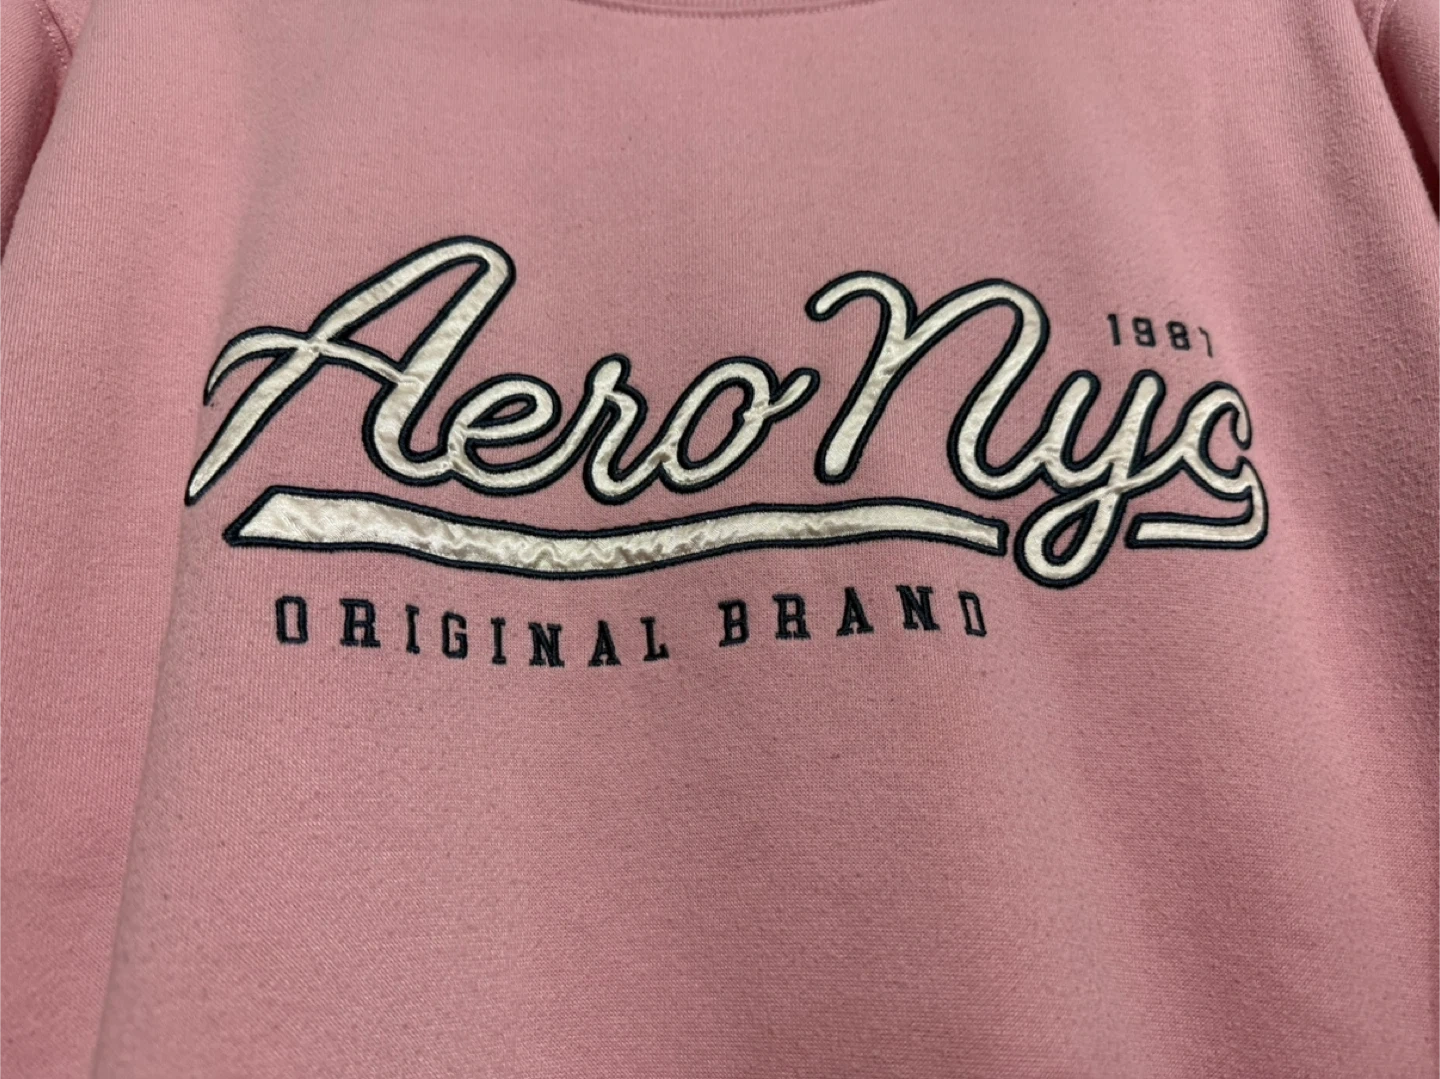 Aero Nyc
1987
ORIGINAL BRAND